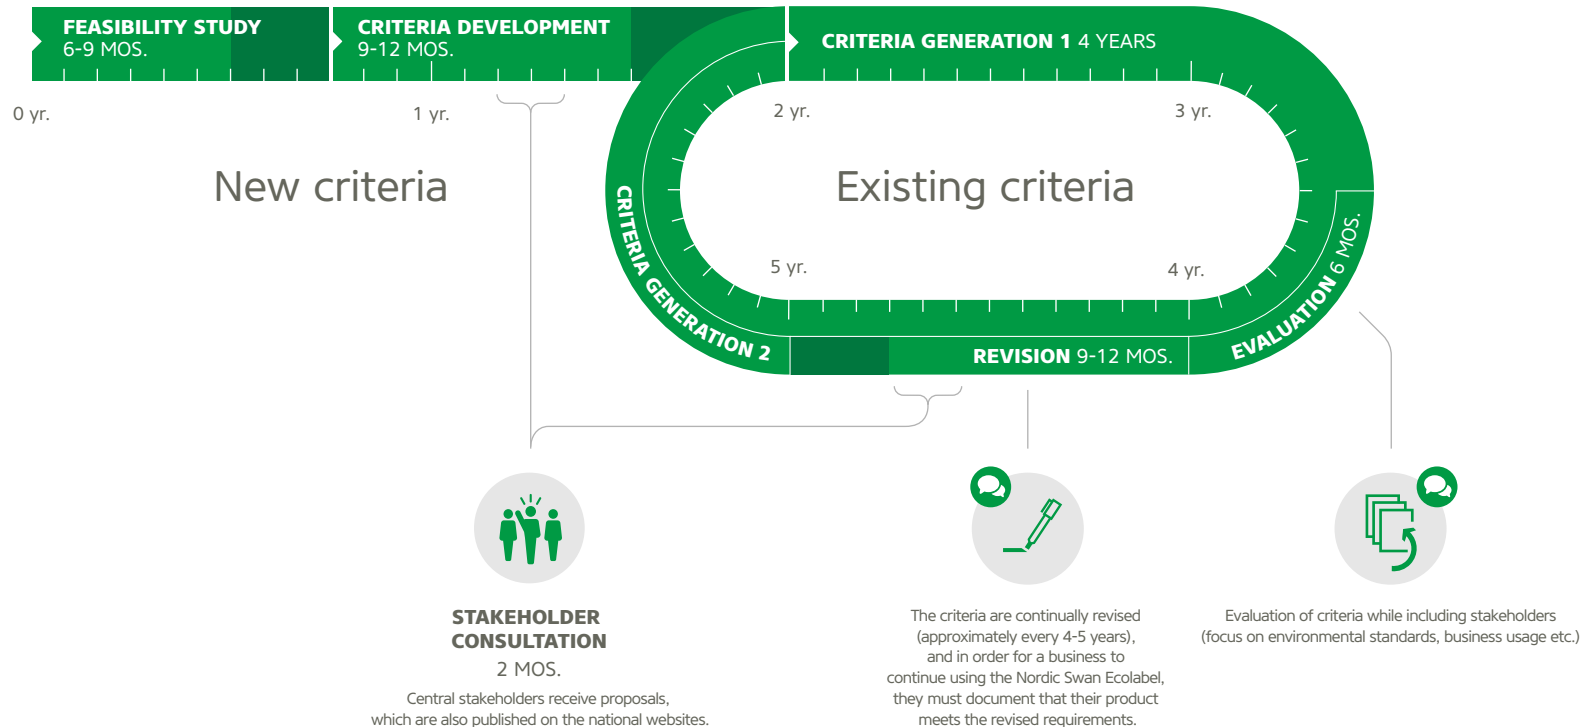 FEASIBILITY STUDY
6-9 MOS.
CRITERIA DEVELOPMENT
9-12 MOS.
CRITERIA GENERATION 1 4 YEARS
0 yr.
1 yr.
2 yr.
3 yr.
New criteria
Existing criteria
CRITERIA GENERATION 2
5 yr.
4 yr.
EVALUATION 6 MOS.
REVISION 9-12 MOS.
STAKEHOLDER
CONSULTATION
2 MOS.
Central stakeholders receive proposals,
which are also published on the national websites.
The criteria are continually revised
(approximately every 4-5 years),
and in order for a business to
continue using the Nordic Swan Ecolabel,
they must document that their product
meets the revised requirements.
Evaluation of criteria while including stakeholders
(focus on environmental standards, business usage etc.)